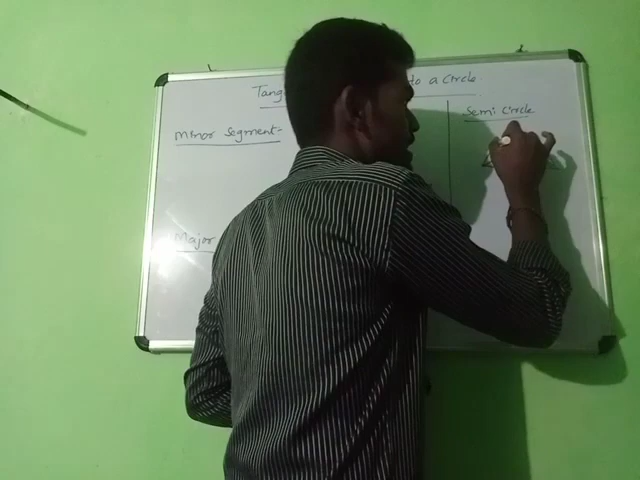 Tang to a Circle.
Minor Segment-
Semi Circle
Major